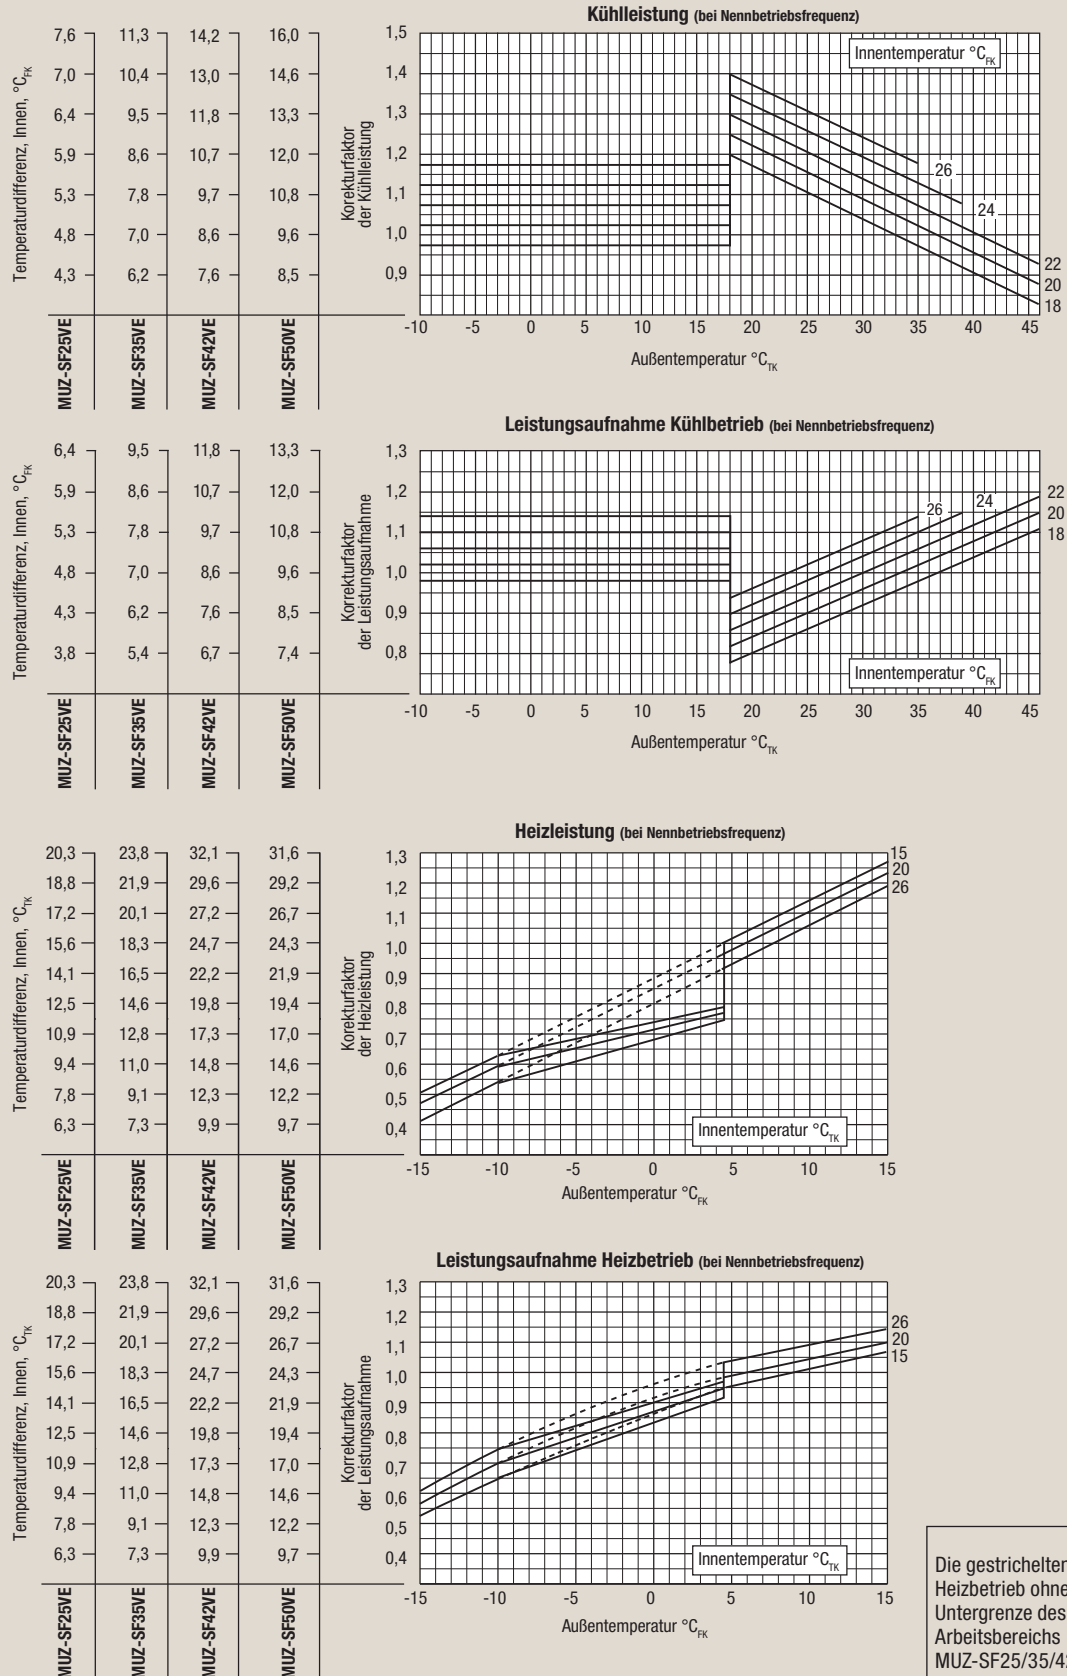 Kühlleistung (bei Nennbetriebsfrequenz)
Temperaturdifferenz, Innen, °C FK
7,6 11,3 14,2 16,0
7,0 10,4 13,0 14,6
6,4 9,5 11,8 13,3
5,9 8,6 10,7 12,0
5,3 7,8 9,7 10,8
4,8 7,0 8,6 9,6
4,3 6,2 7,6 8,5
MUZ-SF25VE MUZ-SF35VE MUZ-SF42VE MUZ-SF50VE
Korekturfaktor
der Kühlleistung
1,5
1,4
1,3
1,2
1,1
1,0
0,9
Innentemperatur °C FK
26
24
22
20
18
-10 -5 0 5 10 15 20 25 30 35 40 45
Außentemperatur °C TK
Leistungsaufnahme Kühlbetrieb (bei Nennbetriebsfrequenz)
Temperaturdifferenz, Innen, °C FK
6,4 9,5 11,8 13,3
5,9 8,6 10,7 12,0
5,3 7,8 9,7 10,8
4,8 7,0 8,6 9,6
4,3 6,2 7,6 8,5
3,8 5,4 6,7 7,4
MUZ-SF25VE MUZ-SF35VE MUZ-SF42VE MUZ-SF50VE
Korrekturfaktor
der Leistungsaufnahme
1,3
1,2
1,1
1,0
0,9
0,8
26
24
22
20
18
Innentemperatur °C FK
-10 -5 0 5 10 15 20 25 30 35 40 45
Außentemperatur °C TK
Heizleistung (bei Nennbetriebsfrequenz)
Temperaturdifferenz, Innen, °C TK
20,3 23,8 32,1 31,6
18,8 21,9 29,6 29,2
17,2 20,1 27,2 26,7
15,6 18,3 24,7 24,3
14,1 16,5 22,2 21,9
12,5 14,6 19,8 19,4
10,9 12,8 17,3 17,0
9,4 11,0 14,8 14,6
7,8 9,1 12,3 12,2
6,3 7,3 9,9 9,7
MUZ-SF25VE MUZ-SF35VE MUZ-SF42VE MUZ-SF50VE
Korekturfaktor
der Heizleistung
1,3
1,2
1,1
1,0
0,9
0,8
0,7
0,6
0,5
0,4
15
20
26
Innentemperatur °C TK
-15 -10 -5 0 5 10 15
Außentemperatur °C FK
Leistungsaufnahme Heizbetrieb (bei Nennbetriebsfrequenz)
Temperaturdifferenz, Innen, °C TK
20,3 23,8 32,1 31,6
18,8 21,9 29,6 29,2
17,2 20,1 27,2 26,7
15,6 18,3 24,7 24,3
14,1 16,5 22,2 21,9
12,5 14,6 19,8 19,4
10,9 12,8 17,3 17,0
9,4 11,0 14,8 14,6
7,8 9,1 12,3 12,2
6,3 7,3 9,9 9,7
MUZ-SF25VE MUZ-SF35VE MUZ-SF42VE MUZ-SF50VE
Korrekturfaktor
der Leistungsaufnahme
1,3
1,2
1,1
1,0
0,9
0,8
0,7
0,6
0,5
0,4
26
20
15
Innentemperatur °C TK
-15 -10 -5 0 5 10 15
Außentemperatur °C FK
Die gestrichelten
Heizbetrieb ohne
Untergrenze des
Arbeitsbereichs
MUZ-SF25/35/42